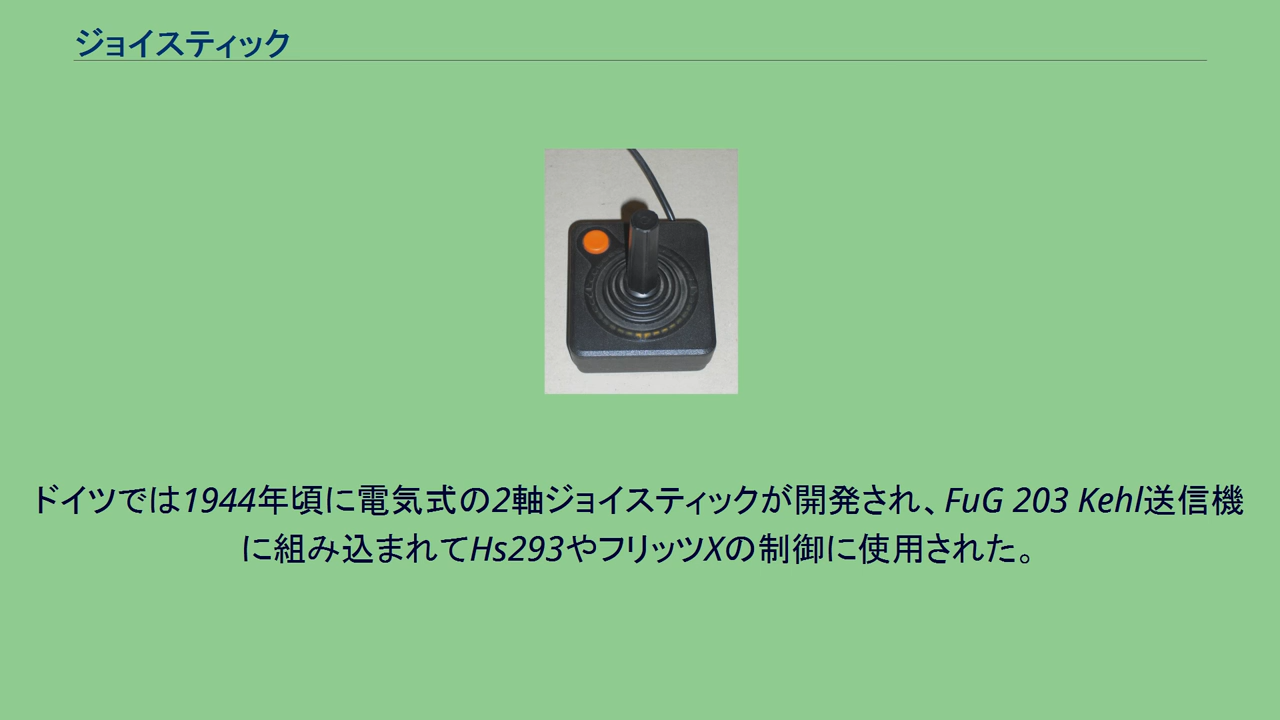 ジョイスティック
ドイツでは1944年頃に電気式の2軸ジョイスティックが開発され、FuG 203 Kehl送信機
に組み込まれてHs293やフリッツXの制御に使用された。